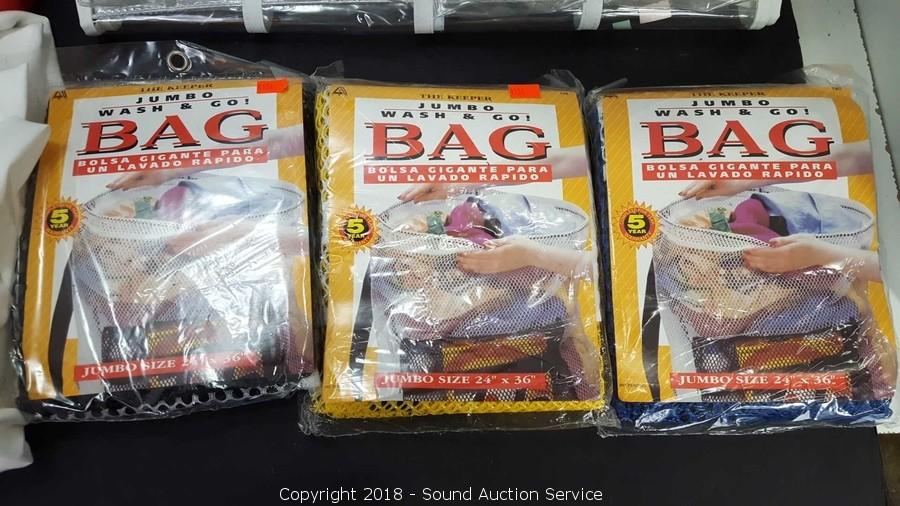 THE KEEPER
JUMBO
WASH & GO!
BAG
BOLSA GIGANTE PARA
UN LAVADO RAPIDO
5
YEAR
JUMBO SIZE 24" x 36"
THE KEEPER
JUMBO
WASH & GO!
BAG
BOLSA GIGANTE PARA
UN LAVADO RAPIDO
5
YEAR
JUMBO SIZE 24" x 36"
THE KEEPER
JUMBO
WASH & GO!
BAG
BOLSA GIGANTE PARA
UN LAVADO RAPIDO
5
YEAR
JUMBO SIZE 24" x 36"
Copyright 2018 - Sound Auction Service